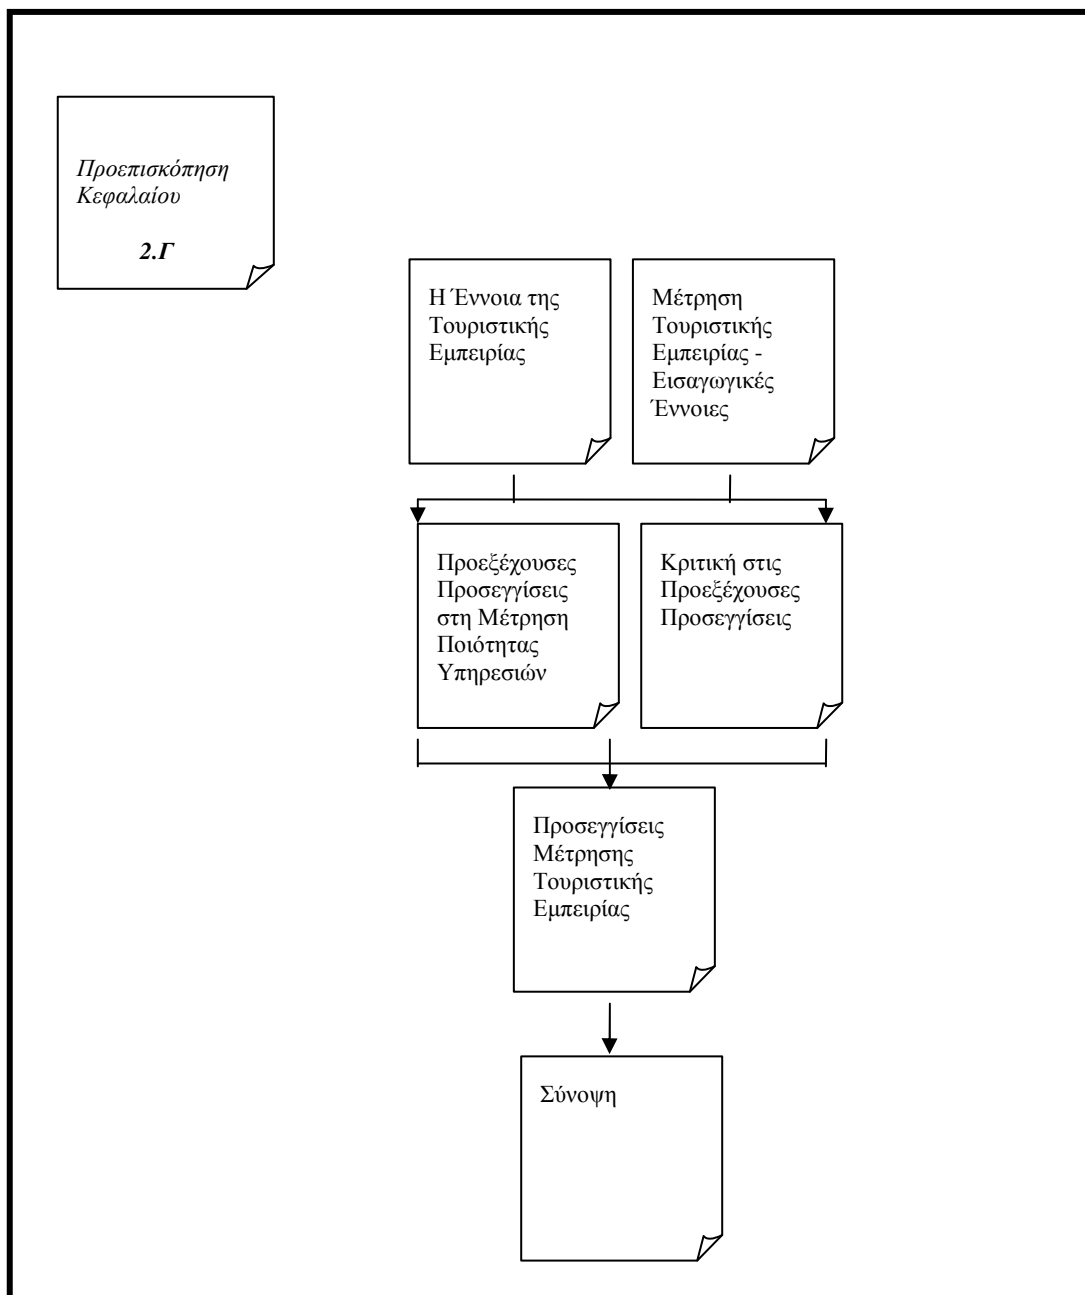 Προεπισκόπηση
Κεφαλαίου
2.Γ
Η Έννοια της
Τουριστικής
Εμπειρίας
Μέτρηση
Τουριστικής
Εμπειρίας -
Εισαγωγικές
Έννοιες
Προεξέχουσες
Προσεγγίσεις
στη Μέτρηση
Ποιότητας
Υπηρεσιών
Κριτική στις
Προεξέχουσες
Προσεγγίσεις
Προσεγγίσεις
Μέτρησης
Τουριστικής
Εμπειρίας
Σύνοψη